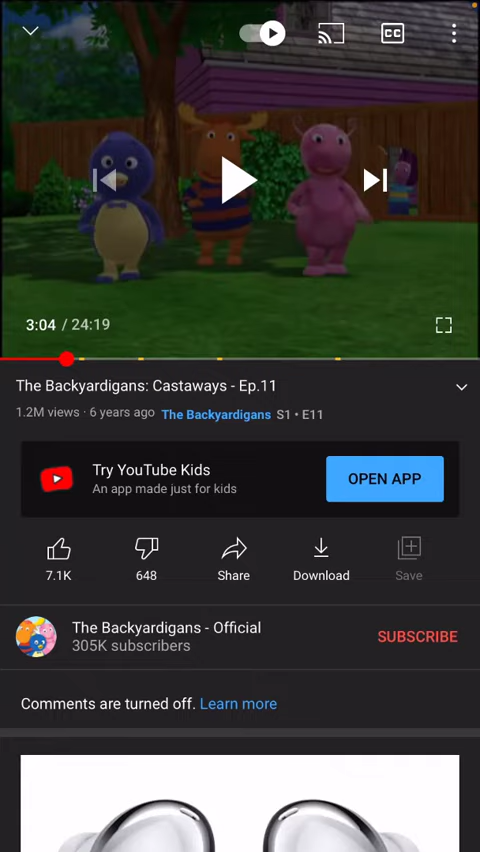 CC
3:04 / 24:19
The Backyardigans: Castaways - Ep.11
1.2M views · 6 years ago The Backyardigans S1 • E11
Try YouTube Kids
An app made just for kids
OPEN APP
7.1K
648
Share
Download
Save
The Backyardigans - Official
305K subscribers
SUBSCRIBE
Comments are turned off. Learn more